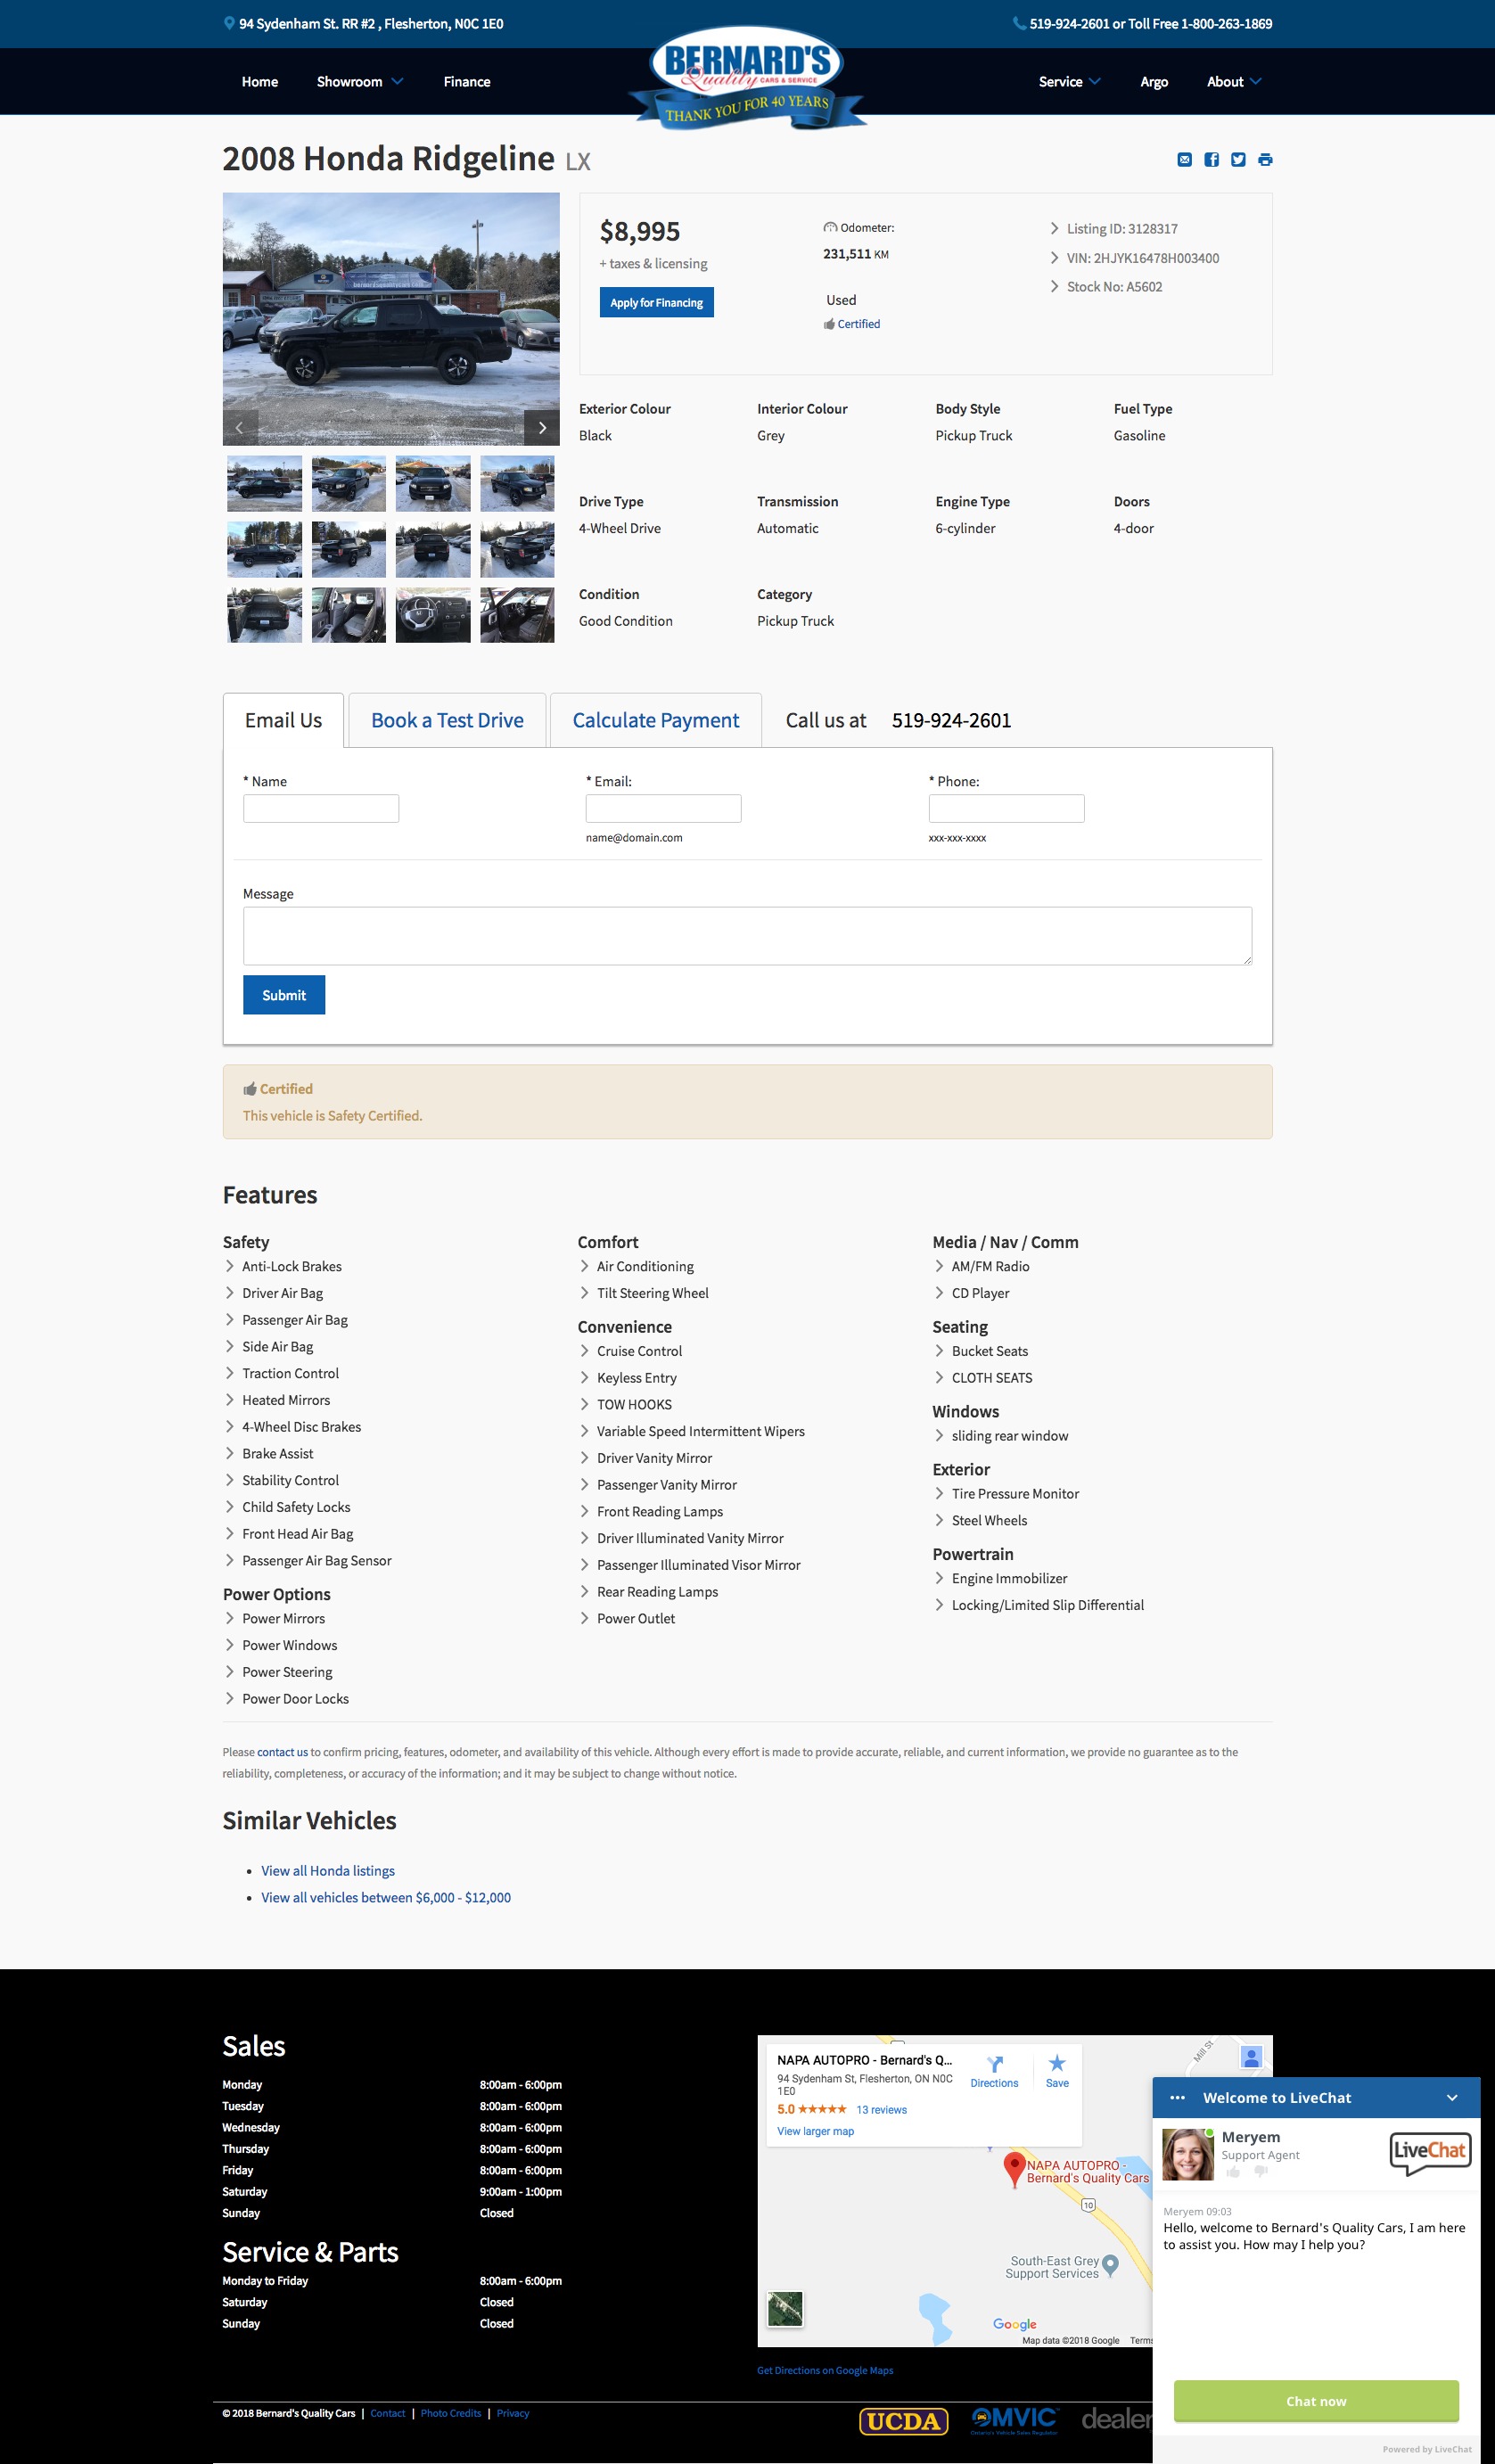 94 Sydenham St. RR #2 , Flesherton, N0C 1E0
519-924-2601 or Toll Free 1-800-263-1869
Home
Showroom
Finance
BERNARD'S
Quality
CARS & SERVICE
THANK YOU FOR 40 YEARS
Service
Argo
About
2008 Honda Ridgeline LX
$8,995
+ taxes & licensing
Apply for Financing
Odometer:
231,511 KM
Used
Certified
Listing ID: 3128317
VIN: 2HJYK16478H003400
Stock No: A5602
Exterior Colour
Black
Interior Colour
Grey
Body Style
Pickup Truck
Fuel Type
Gasoline
Drive Type
4-Wheel Drive
Transmission
Automatic
Engine Type
6-cylinder
Doors
4-door
Condition
Good Condition
Category
Pickup Truck
Email Us
Book a Test Drive
Calculate Payment
Call us at 519-924-2601
* Name
* Email:
name@domain.com
* Phone:
xxx-xxx-xxxx
Message
Submit
Certified
This vehicle is Safety Certified.
Features
Safety
Anti-Lock Brakes
Driver Air Bag
Passenger Air Bag
Side Air Bag
Traction Control
Heated Mirrors
4-Wheel Disc Brakes
Brake Assist
Stability Control
Child Safety Locks
Front Head Air Bag
Passenger Air Bag Sensor
Power Options
Power Mirrors
Power Windows
Power Steering
Power Door Locks
Comfort
Air Conditioning
Tilt Steering Wheel
Convenience
Cruise Control
Keyless Entry
TOW HOOKS
Variable Speed Intermittent Wipers
Driver Vanity Mirror
Passenger Vanity Mirror
Front Reading Lamps
Driver Illuminated Vanity Mirror
Passenger Illuminated Visor Mirror
Rear Reading Lamps
Power Outlet
Media / Nav / Comm
AM/FM Radio
CD Player
Seating
Bucket Seats
CLOTH SEATS
Windows
sliding rear window
Exterior
Tire Pressure Monitor
Steel Wheels
Powertrain
Engine Immobilizer
Locking/Limited Slip Differential
Please contact us to confirm pricing, features, odometer, and availability of this vehicle. Although every effort is made to provide accurate, reliable, and current information, we provide no guarantee as to the
reliability, completeness, or accuracy of the information; and it may be subject to change without notice.
Similar Vehicles
View all Honda listings
View all vehicles between $6,000 - $12,000
Sales
Monday 8:00am - 6:00pm
Tuesday 8:00am - 6:00pm
Wednesday 8:00am - 6:00pm
Thursday 8:00am - 6:00pm
Friday 8:00am - 6:00pm
Saturday 9:00am - 1:00pm
Sunday Closed
Service & Parts
Monday to Friday 8:00am - 6:00pm
Saturday Closed
Sunday Closed
NAPA AUTOPRO - Bernard's Q...
94 Sydenham St, Flesherton, ON N0C
1E0
5.0 ★★★★★ 13 reviews
View larger map
Directions
Save
Mill St
NAPA AUTOPRO -
Bernard's Quality Cars
10
South-East Grey
Support Services
Google
Map data ©2018 Google Terms
Get Directions on Google Maps
Welcome to LiveChat
Meryem
Support Agent
LiveChat
Meryem 09:03
Hello, welcome to Bernard's Quality Cars, I am here
to assist you. How may I help you?
Chat now
Powered by LiveChat
© 2018 Bernard's Quality Cars | Contact | Photo Credits | Privacy
UCDA
OMVIC
Ontario's Vehicle Sales Regulator
dealer